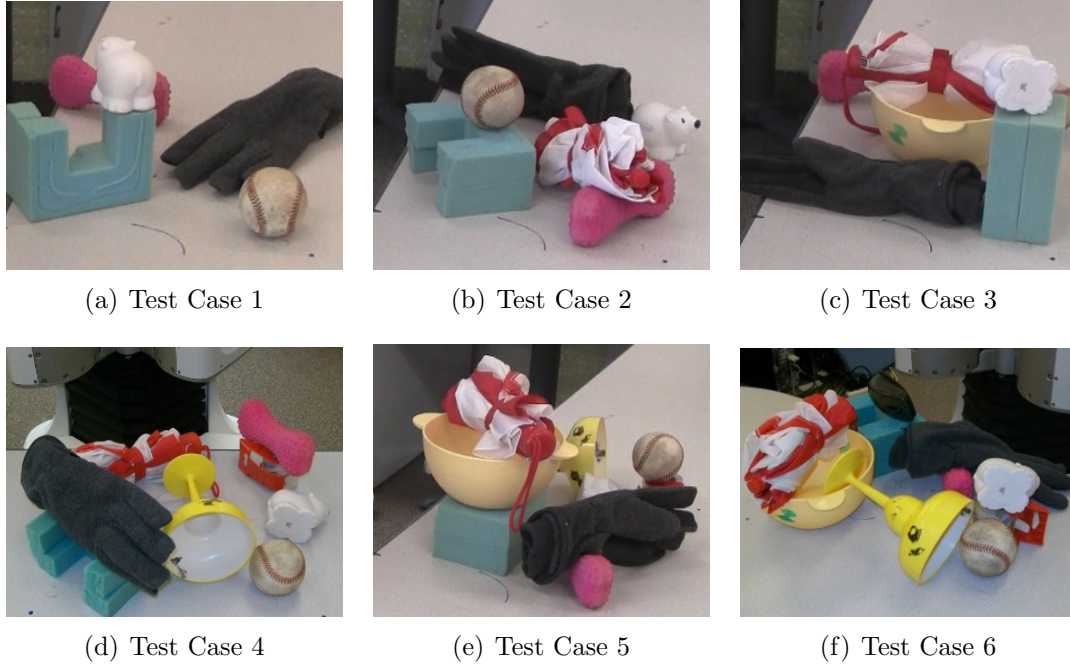 (a) Test Case 1
(b) Test Case 2
(c) Test Case 3
(d) Test Case 4
(e) Test Case 5
(f) Test Case 6